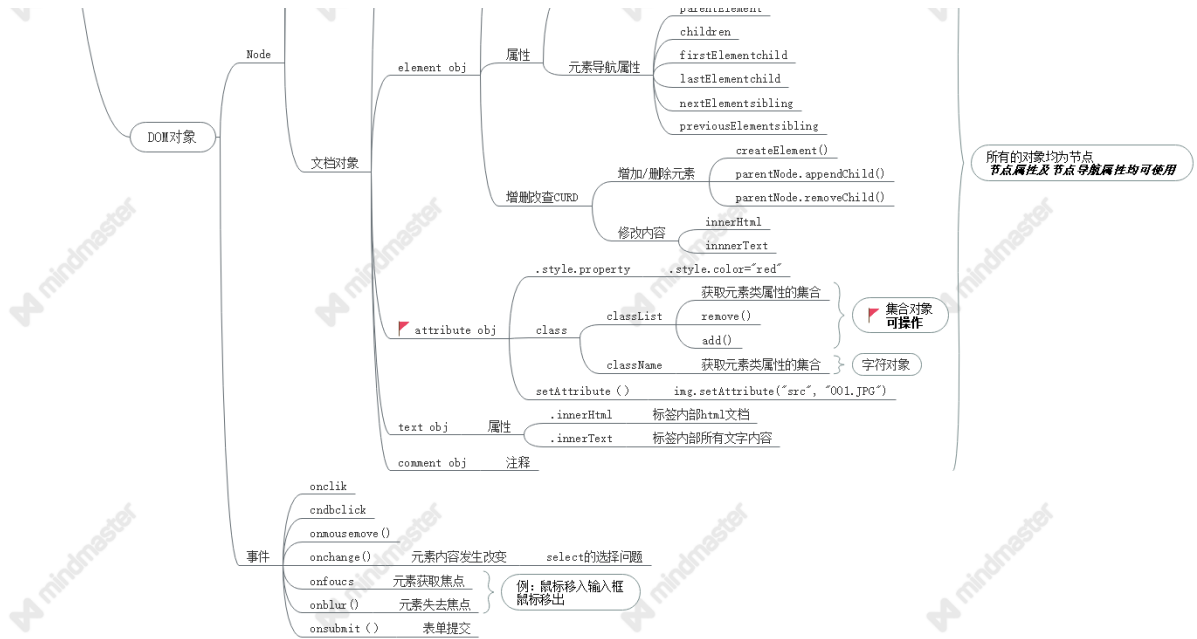 parentElement
children
firstElementchild
lastElementchild
nextElementsibling
previousElementsibling
Node
属性
元素导航属性
element obj
DOM对象
文档对象
增删改查CURD
增加/删除元素
createElement()
parentNode.appendChild()
parentNode.removeChild()
修改内容
innerHtml
innnerText
所有的对象均为节点
节点属性及节点导航属性均可使用
.style.property
.style.color="red"
attribute obj
class
classList
获取元素类属性的集合
remove()
add()
集合对象
可操作
className
获取元素类属性的集合
字符对象
setAttribute ()
img.setAttribute("src", "001.JPG")
text obj
属性
.innerHtml
标签内部html文档
.innerText
标签内部所有文字内容
comment obj
注释
事件
onclik
cndbclick
onmousemove()
onchange()
元素内容发生改变
select的选择问题
onfoucs
元素获取焦点
onblur()
元素失去焦点
例: 鼠标移入输入框
鼠标移出
onsubmit ()
表单提交
mindmaster
mindmaster
mindmaster
mindmaster
mindmaster
mindmaster
mindmaster
mindmaster